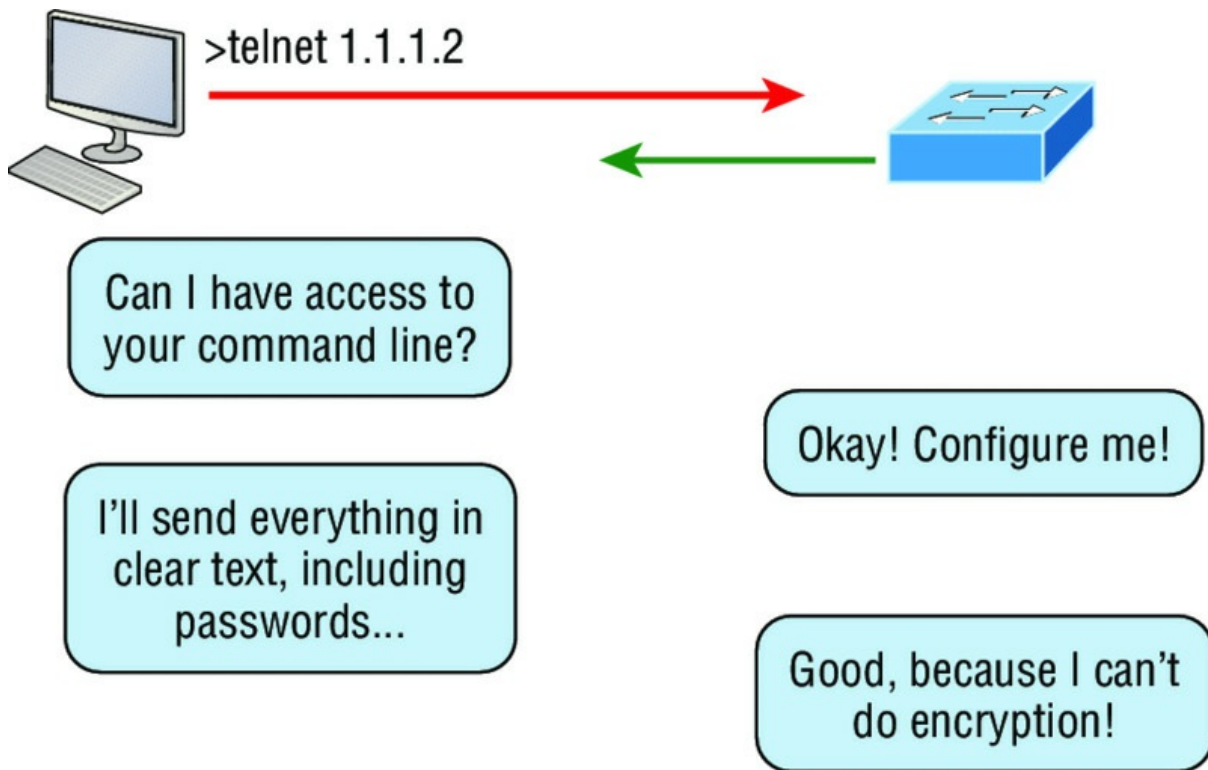 >telnet 1.1.1.2
Can I have access to
your command line?
Okay! Configure me!
I’ll send everything in
clear text, including
passwords...
Good, because I can’t
do encryption!